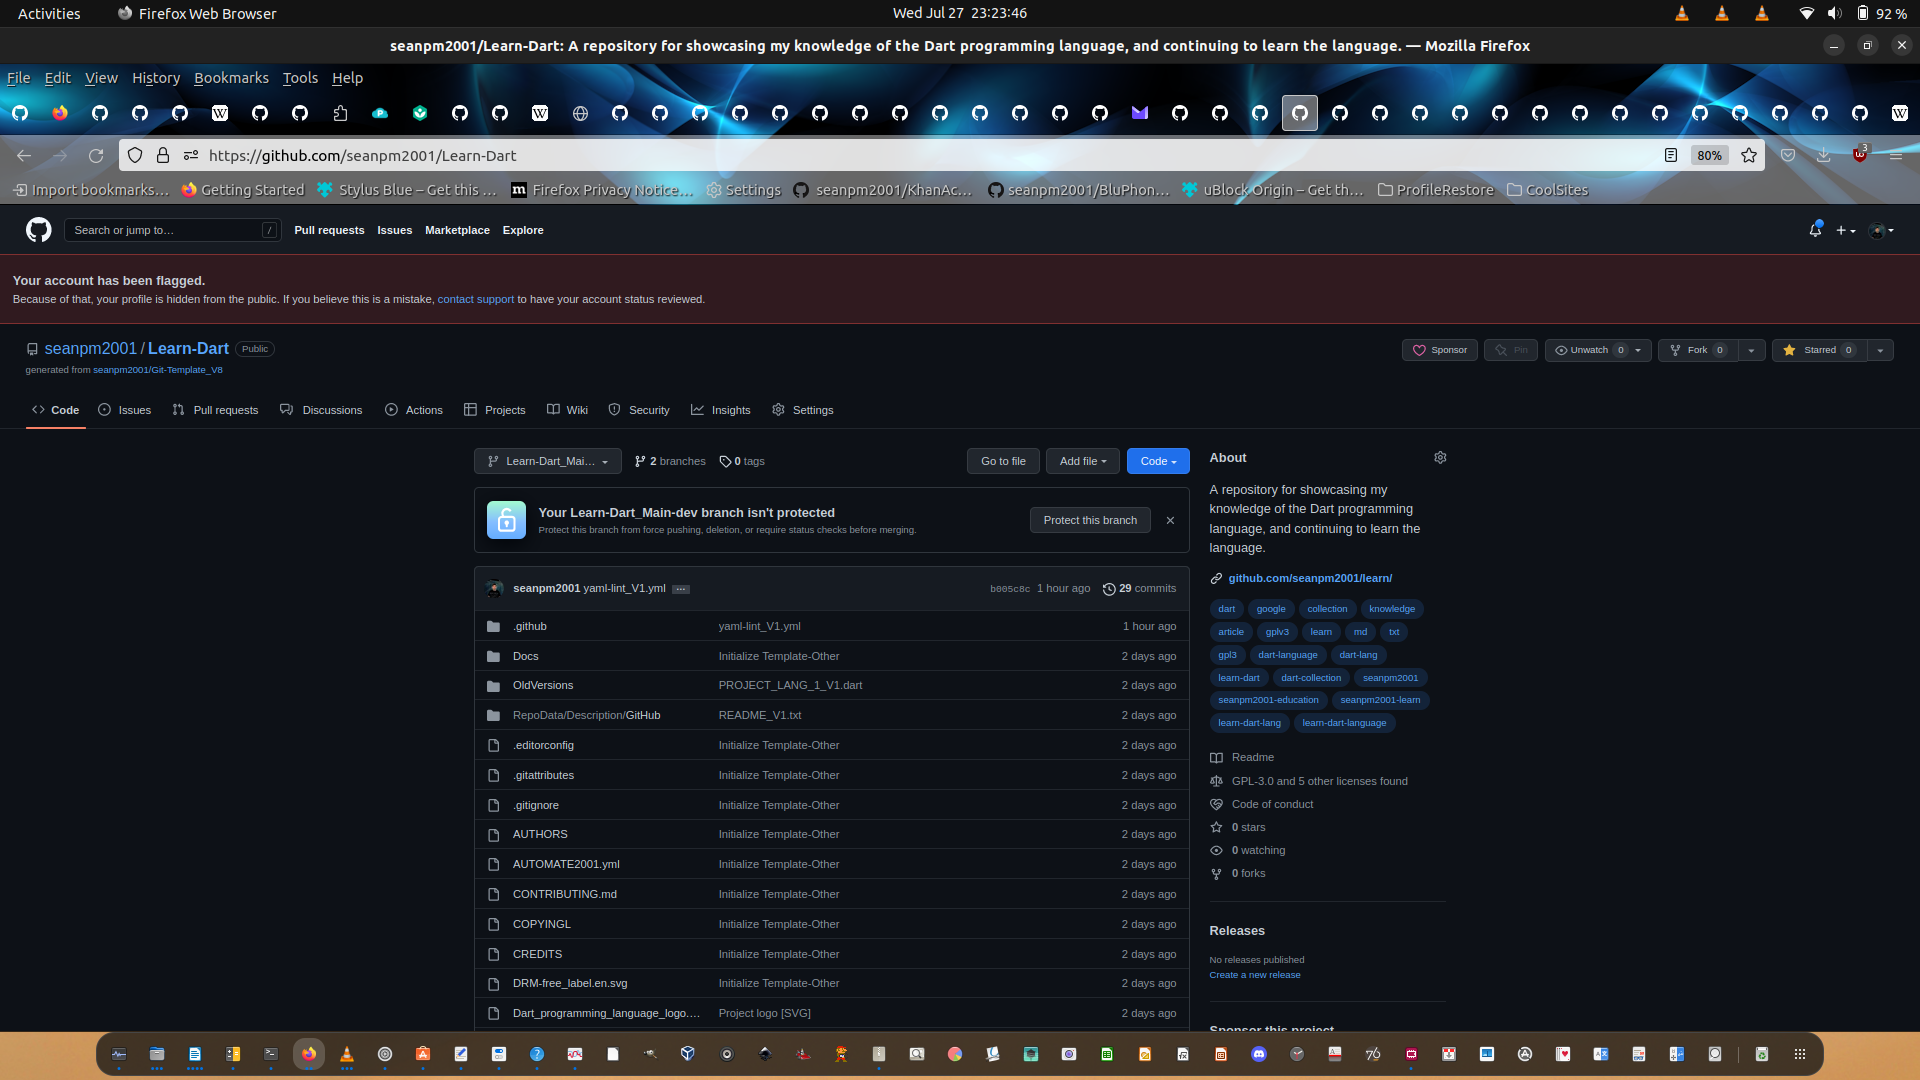 Activities Firefox Web Browser Wed Jul 27 23:23:46 92 %
seanpm2001/Learn-Dart: A repository for showcasing my knowledge of the Dart programming language, and continuing to learn the language. — Mozilla Firefox
File Edit View History Bookmarks Tools Help
https://github.com/seanpm2001/Learn-Dart 80% 3
Import bookmarks… Getting Started Stylus Blue – Get this … Firefox Privacy Notice… Settings seanpm2001/KhanAc… seanpm2001/BluPhon… uBlock Origin – Get th… ProfileRestore CoolSites
Search or jump to… / Pull requests Issues Marketplace Explore
Your account has been flagged.
Because of that, your profile is hidden from the public. If you believe this is a mistake, contact support to have your account status reviewed.
seanpm2001 / Learn-Dart Public Sponsor Pin Unwatch 0 Fork 0 Starred 0
generated from seanpm2001/Git-Template_V8
Code Issues Pull requests Discussions Actions Projects Wiki Security Insights Settings
Learn-Dart_Mai… 2 branches 0 tags Go to file Add file Code
Your Learn-Dart_Main-dev branch isn't protected
Protect this branch from force pushing, deletion, or require status checks before merging.
Protect this branch
seanpm2001 yaml-lint_V1.yml … b005c8c 1 hour ago 29 commits
.github yaml-lint_V1.yml 1 hour ago
Docs Initialize Template-Other 2 days ago
OldVersions PROJECT_LANG_1_V1.dart 2 days ago
RepoData/Description/GitHub README_V1.txt 2 days ago
.editorconfig Initialize Template-Other 2 days ago
.gitattributes Initialize Template-Other 2 days ago
.gitignore Initialize Template-Other 2 days ago
AUTHORS Initialize Template-Other 2 days ago
AUTOMATE2001.yml Initialize Template-Other 2 days ago
CONTRIBUTING.md Initialize Template-Other 2 days ago
COPYINGL Initialize Template-Other 2 days ago
CREDITS Initialize Template-Other 2 days ago
DRM-free_label.en.svg Initialize Template-Other 2 days ago
Dart_programming_language_logo.… Project logo [SVG] 2 days ago
About
A repository for showcasing my
knowledge of the Dart programming
language, and continuing to learn the
language.
github.com/seanpm2001/learn/
dart google collection knowledge
article gplv3 learn md txt
gpl3 dart-language dart-lang
learn-dart dart-collection seanpm2001
seanpm2001-education seanpm2001-learn
learn-dart-lang learn-dart-language
Readme
GPL-3.0 and 5 other licenses found
Code of conduct
0 stars
0 watching
0 forks
Releases
No releases published
Create a new release
Sponsor this project